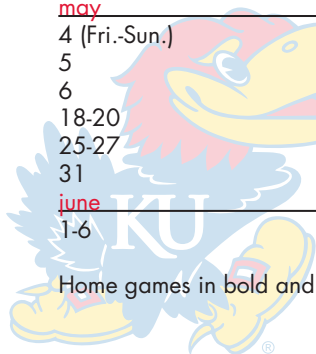 may
4 (Fri.-Sun.)
5
6
18-20
25-27
31
june
1-6
KU
Home games in bold and
®